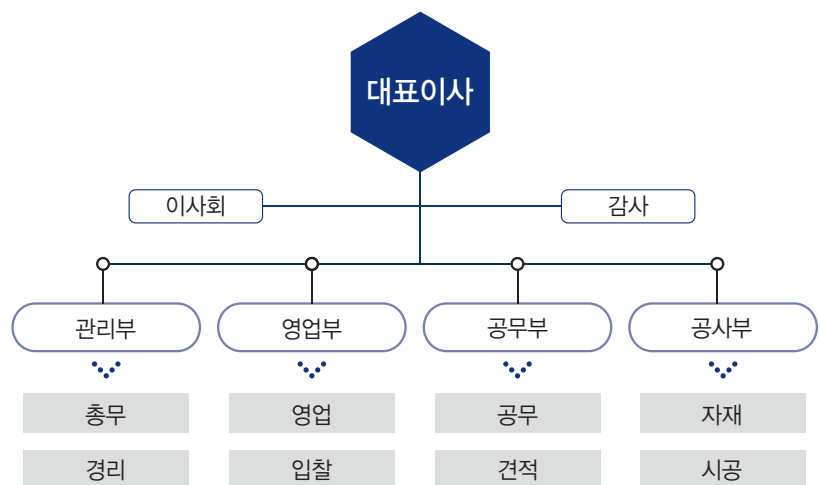 대표이사
이사회 감사
관리부 영업부 공무부 공사부
총무 영업 공무 자재
경리 입찰 견적 시공